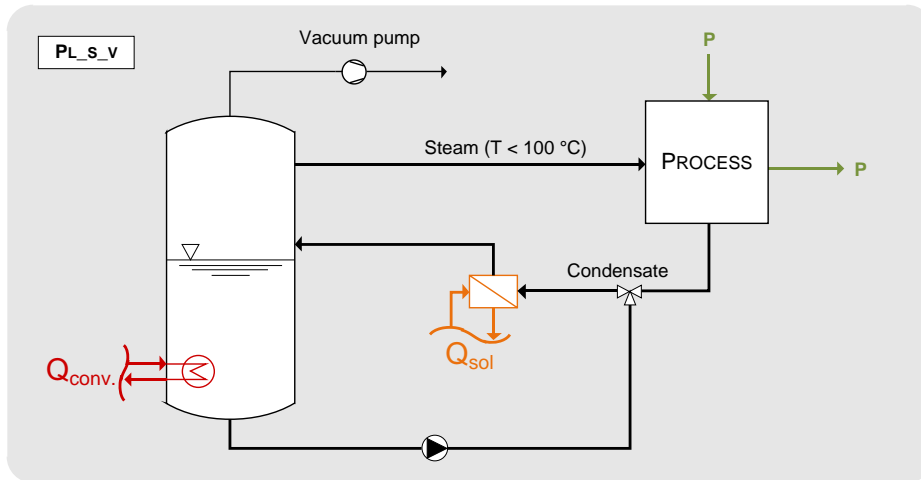 PL_S_V
Vacuum pump
P
Steam (T < 100 °C)
PROCESS
P
Condensate
Qsol
Qconv.